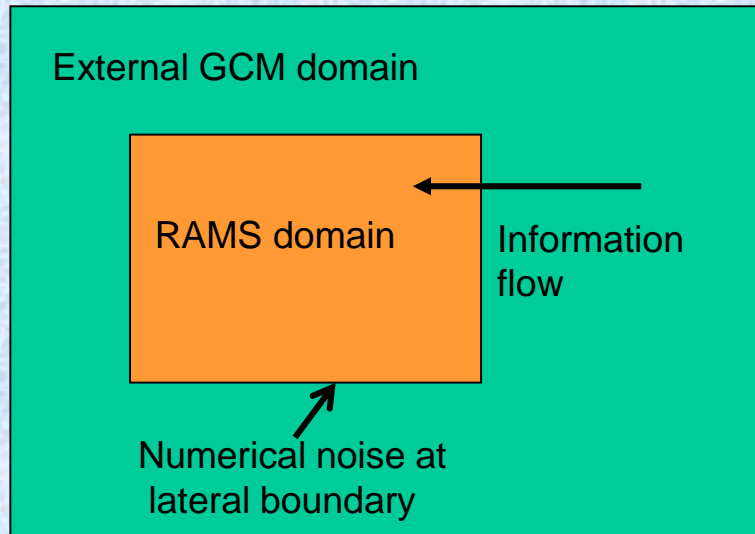 External GCM domain
RAMS domain
Information
flow
Numerical noise at
lateral boundary